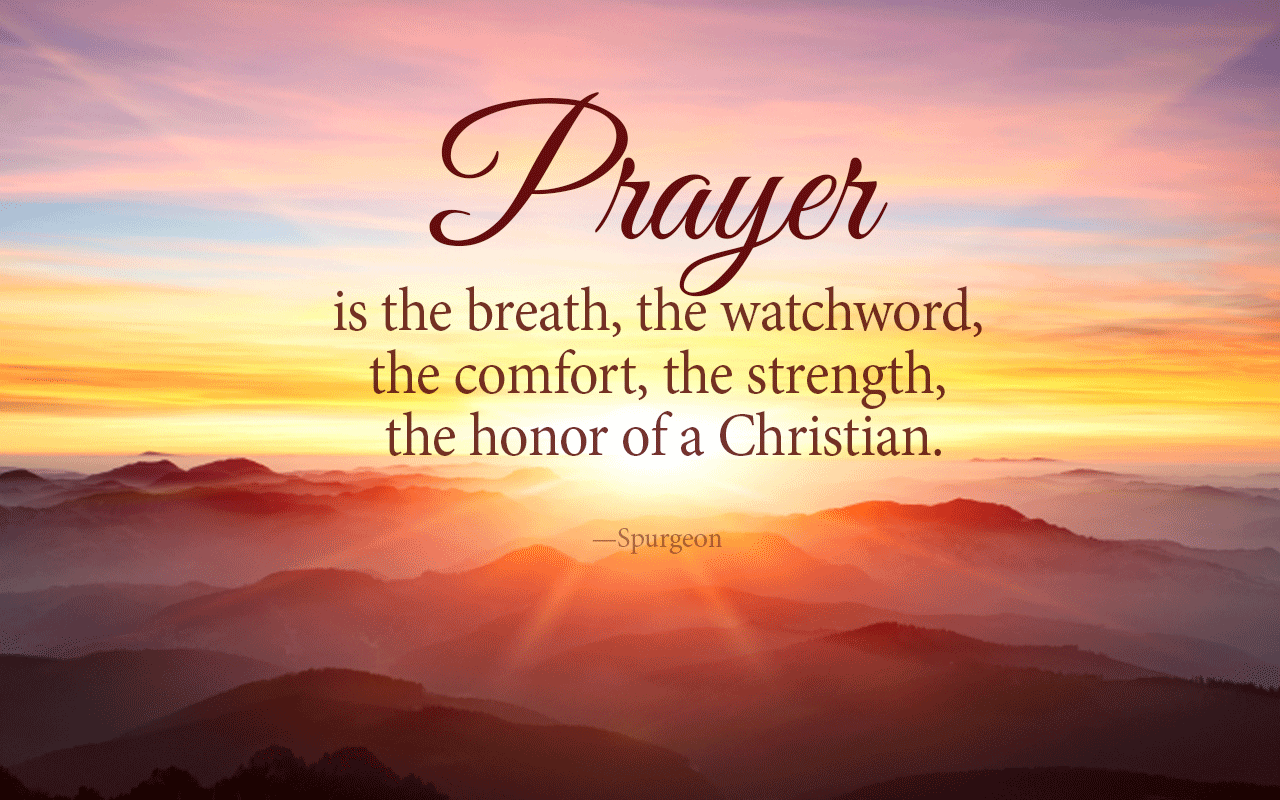 Prayer
is the breath, the watchword,
the comfort, the strength,
the honor of a Christian.
—Spurgeon